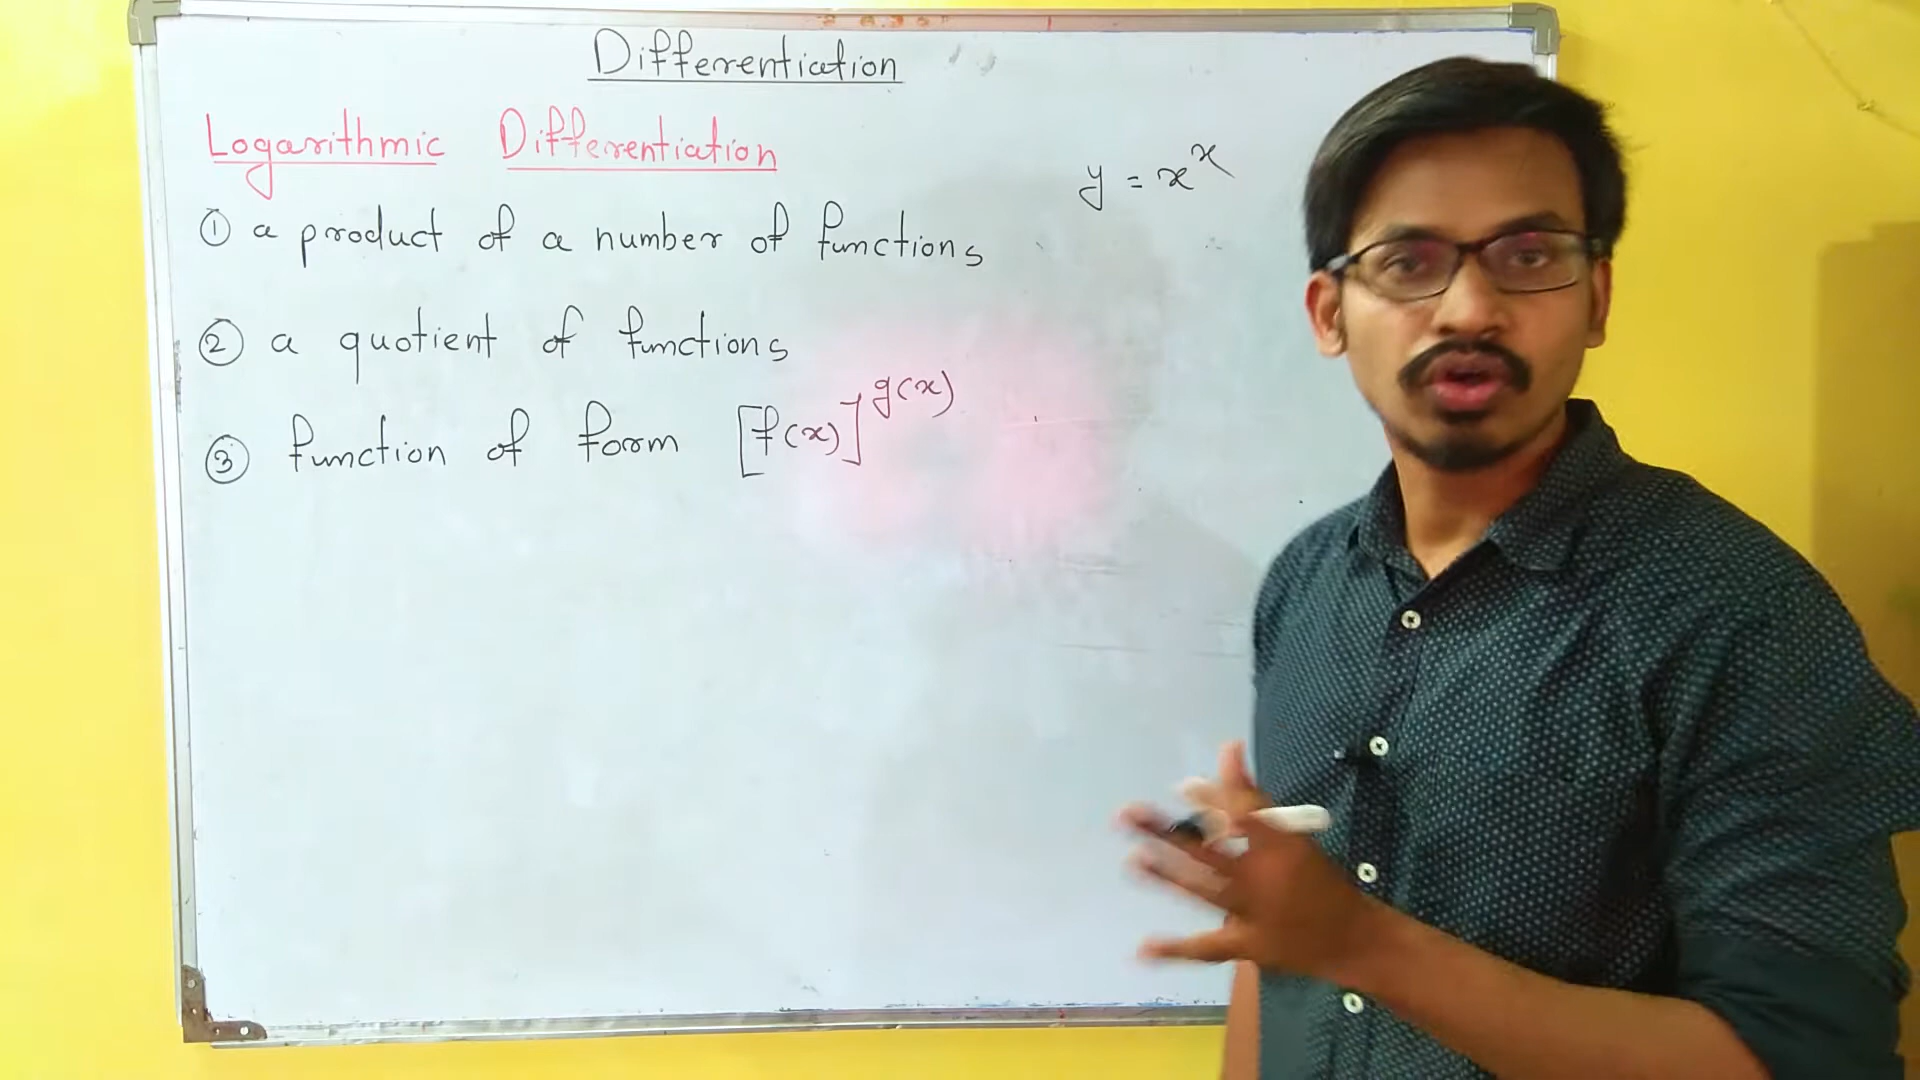 Differentiation
Logarithmic Differentiation
y = x^x
① a product of a number of functions
② a quotient of functions
③ function of form [f(x)]^g(x)